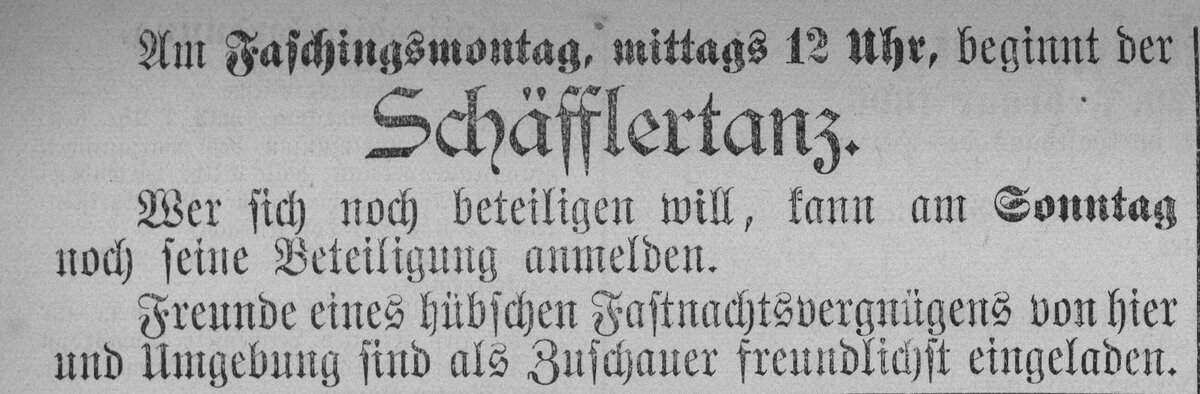 Am Faschingsmontag, mittags 12 Uhr, beginnt der
Schäfflertanz.
Wer sich noch beteiligen will, kann am Sonntag
noch seine Beteiligung anmelden.
Freunde eines hübschen Fastnachtsvergnügens von hier
und Umgebung sind als Zuschauer freundlichst eingeladen.